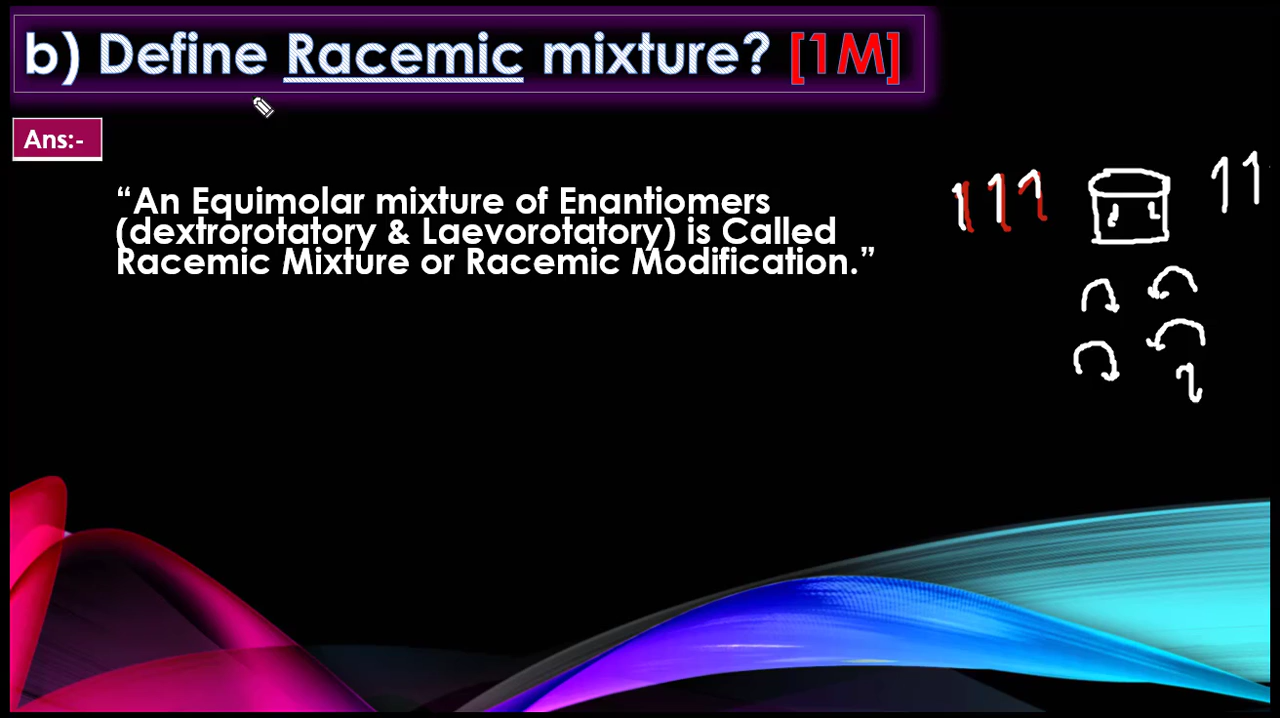 b) Define Racemic mixture? [1M]
Ans:-
“An Equimolar mixture of Enantiomers
(dextrorotatory & Laevorotatory) is Called
Racemic Mixture or Racemic Modification.”